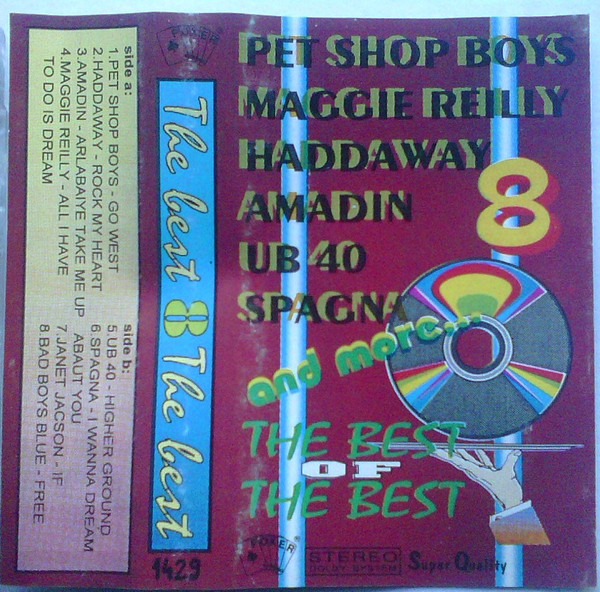 side a:
1.PET SHOP BOYS - GO WEST
2.HADDAWAY - ROCK MY HEART
3.AMADIN - ARLABAIYE TAKE ME UP
4.MAGGIE REILLY - ALL I HAVE
TO DO IS DREAM
side b:
5.UB 40 - HIGHER GROUND
6.SPAGNA - I WANNA DREAM
ABAUT YOU
7.JANET JACSON - IF
8 BAD BOYS BLUE - FREE
POKER
The best 8 The best
1429
PET SHOP BOYS
MAGGIE REILLY
HADDAWAY
AMADIN
UB 40
SPAGNA
8
and more...
THE BEST
OF
THE BEST
POKER
STEREO
DOLBY SYSTEM
Super Quality